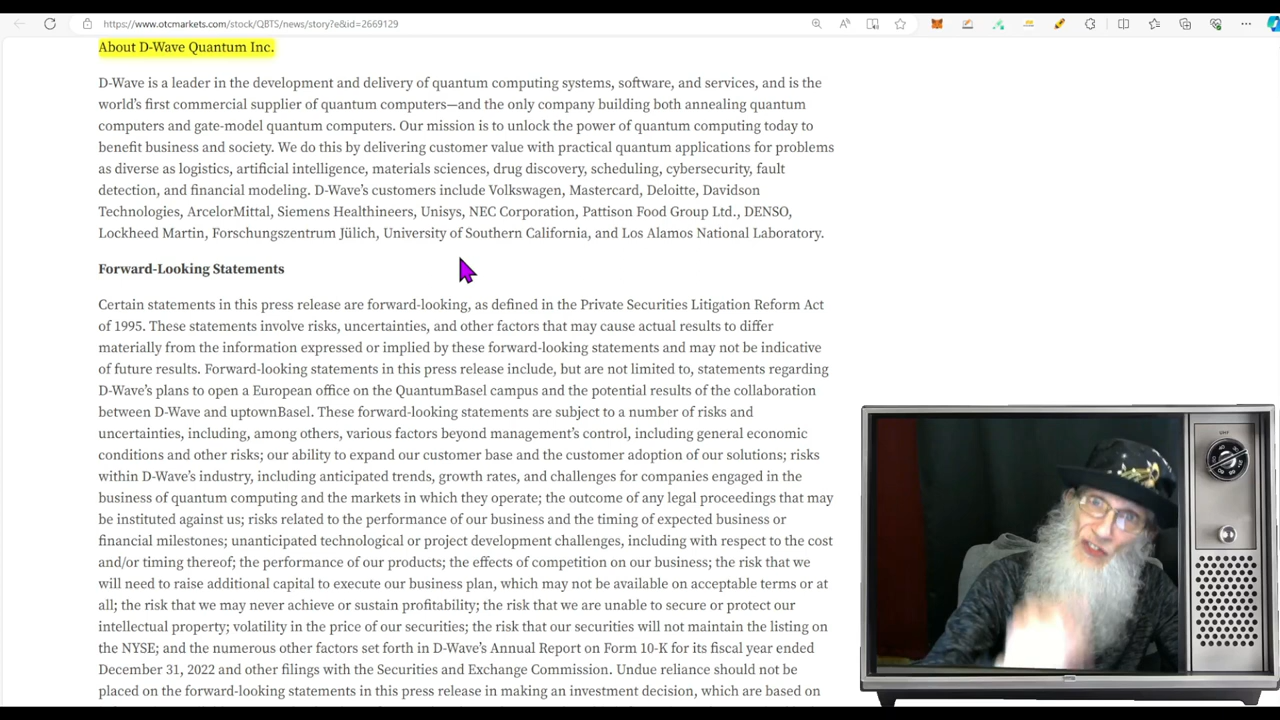 https://www.otcmarkets.com/stock/QBTS/news/story?e&id=2669129
About D-Wave Quantum Inc.
D-Wave is a leader in the development and delivery of quantum computing systems, software, and services, and is the
world’s first commercial supplier of quantum computers—and the only company building both annealing quantum
computers and gate-model quantum computers. Our mission is to unlock the power of quantum computing today to
benefit business and society. We do this by delivering customer value with practical quantum applications for problems
as diverse as logistics, artificial intelligence, materials sciences, drug discovery, scheduling, cybersecurity, fault
detection, and financial modeling. D-Wave’s customers include Volkswagen, Mastercard, Deloitte, Davidson
Technologies, ArcelorMittal, Siemens Healthineers, Unisys, NEC Corporation, Pattison Food Group Ltd., DENSO,
Lockheed Martin, Forschungszentrum Jülich, University of Southern California, and Los Alamos National Laboratory.
Forward-Looking Statements
Certain statements in this press release are forward-looking, as defined in the Private Securities Litigation Reform Act
of 1995. These statements involve risks, uncertainties, and other factors that may cause actual results to differ
materially from the information expressed or implied by these forward-looking statements and may not be indicative
of future results. Forward-looking statements in this press release include, but are not limited to, statements regarding
D-Wave’s plans to open a European office on the QuantumBasel campus and the potential results of the collaboration
between D-Wave and uptownBasel. These forward-looking statements are subject to a number of risks and
uncertainties, including, among others, various factors beyond management’s control, including general economic
conditions and other risks; our ability to expand our customer base and the customer adoption of our solutions; risks
within D-Wave’s industry, including anticipated trends, growth rates, and challenges for companies engaged in the
business of quantum computing and the markets in which they operate; the outcome of any legal proceedings that may
be instituted against us; risks related to the performance of our business and the timing of expected business or
financial milestones; unanticipated technological or project development challenges, including with respect to the cost
and/or timing thereof; the performance of our products; the effects of competition on our business; the risk that we
will need to raise additional capital to execute our business plan, which may not be available on acceptable terms or at
all; the risk that we may never achieve or sustain profitability; the risk that we are unable to secure or protect our
intellectual property; volatility in the price of our securities; the risk that our securities will not maintain the listing on
the NYSE; and the numerous other factors set forth in D-Wave’s Annual Report on Form 10-K for its fiscal year ended
December 31, 2022 and other filings with the Securities and Exchange Commission. Undue reliance should not be
placed on the forward-looking statements in this press release in making an investment decision, which are based on
UHF